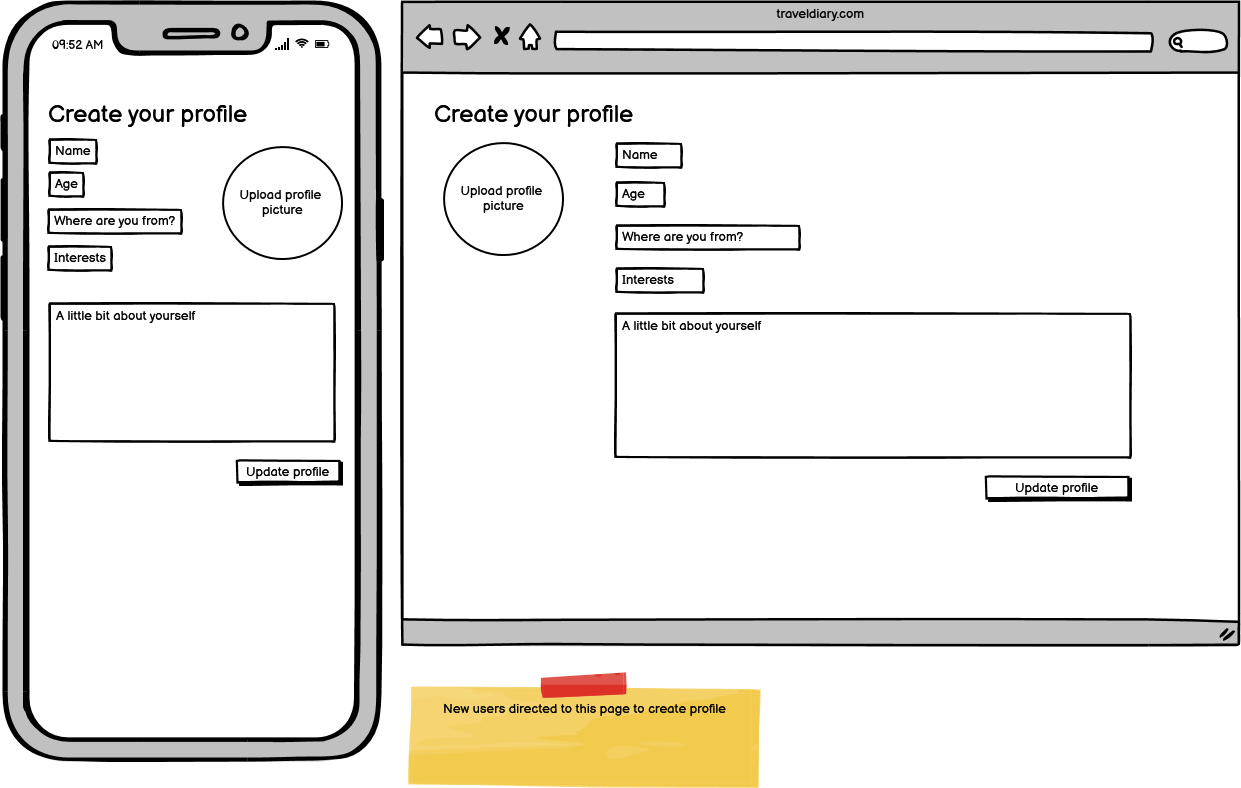 09:52 AM
Create your profile
Name
Age
Where are you from?
Interests
Upload profile
picture
A little bit about yourself
Update profile
traveldiary.com
Create your profile
Upload profile
picture
Name
Age
Where are you from?
Interests
A little bit about yourself
Update profile
New users directed to this page to create profile